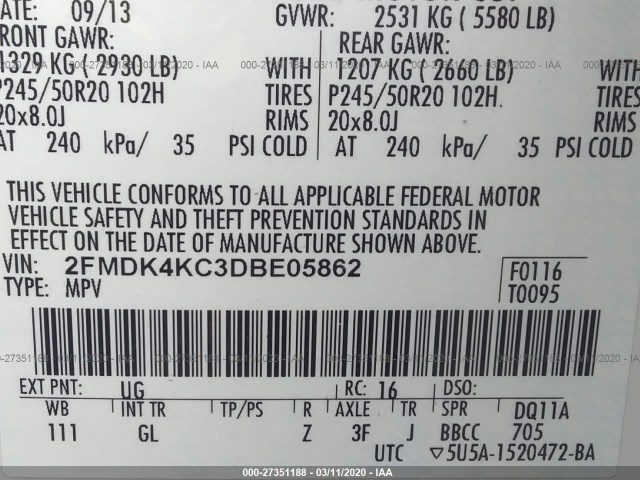 DATE: 09/13 GVWR: 2531 KG ( 5580 LB)
FRONT GAWR: REAR GAWR:
1329 KG ( 2930 LB) WITH 1207 KG ( 2660 LB) WITH
P245/50R20 102H TIRES P245/50R20 102H. TIRES
20x8.0J RIMS 20x8.0J RIMS
AT 240 kPa/ 35 PSI COLD AT 240 kPa/ 35 PSI COLD
THIS VEHICLE CONFORMS TO ALL APPLICABLE FEDERAL MOTOR
VEHICLE SAFETY AND THEFT PREVENTION STANDARDS IN
EFFECT ON THE DATE OF MANUFACTURE SHOWN ABOVE.
VIN: 2FMDK4KC3DBE05862 F0116
TYPE: MPV T0095
EXT PNT: UG RC: 16 DSO:
WB INT TR TP/PS R AXLE TR SPR DQ11A
111 GL Z 3F J BBCC 705
UTC ▽5U5A-1520472-BA
000-27351188 - 03/11/2020 - IAA